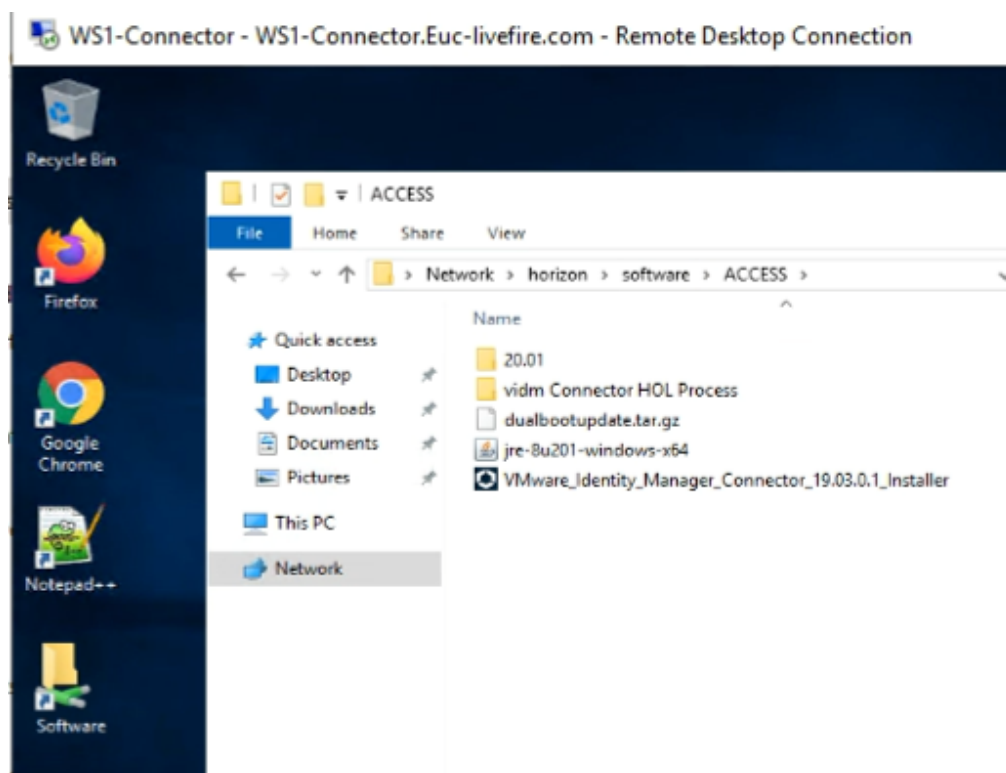 WS1-Connector - WS1-Connector.Euc-livefire.com - Remote Desktop Connection
Recycle Bin
Firefox
Google
Chrome
Notepad++
Software
ACCESS
File Home Share View
Network > horizon > software > ACCESS >
Quick access
Desktop
Downloads
Documents
Pictures
This PC
Network
Name
20.01
vidm Connector HOL Process
dualbootupdate.tar.gz
jre-8u201-windows-x64
VMware_Identity_Manager_Connector_19.03.0.1_Installer